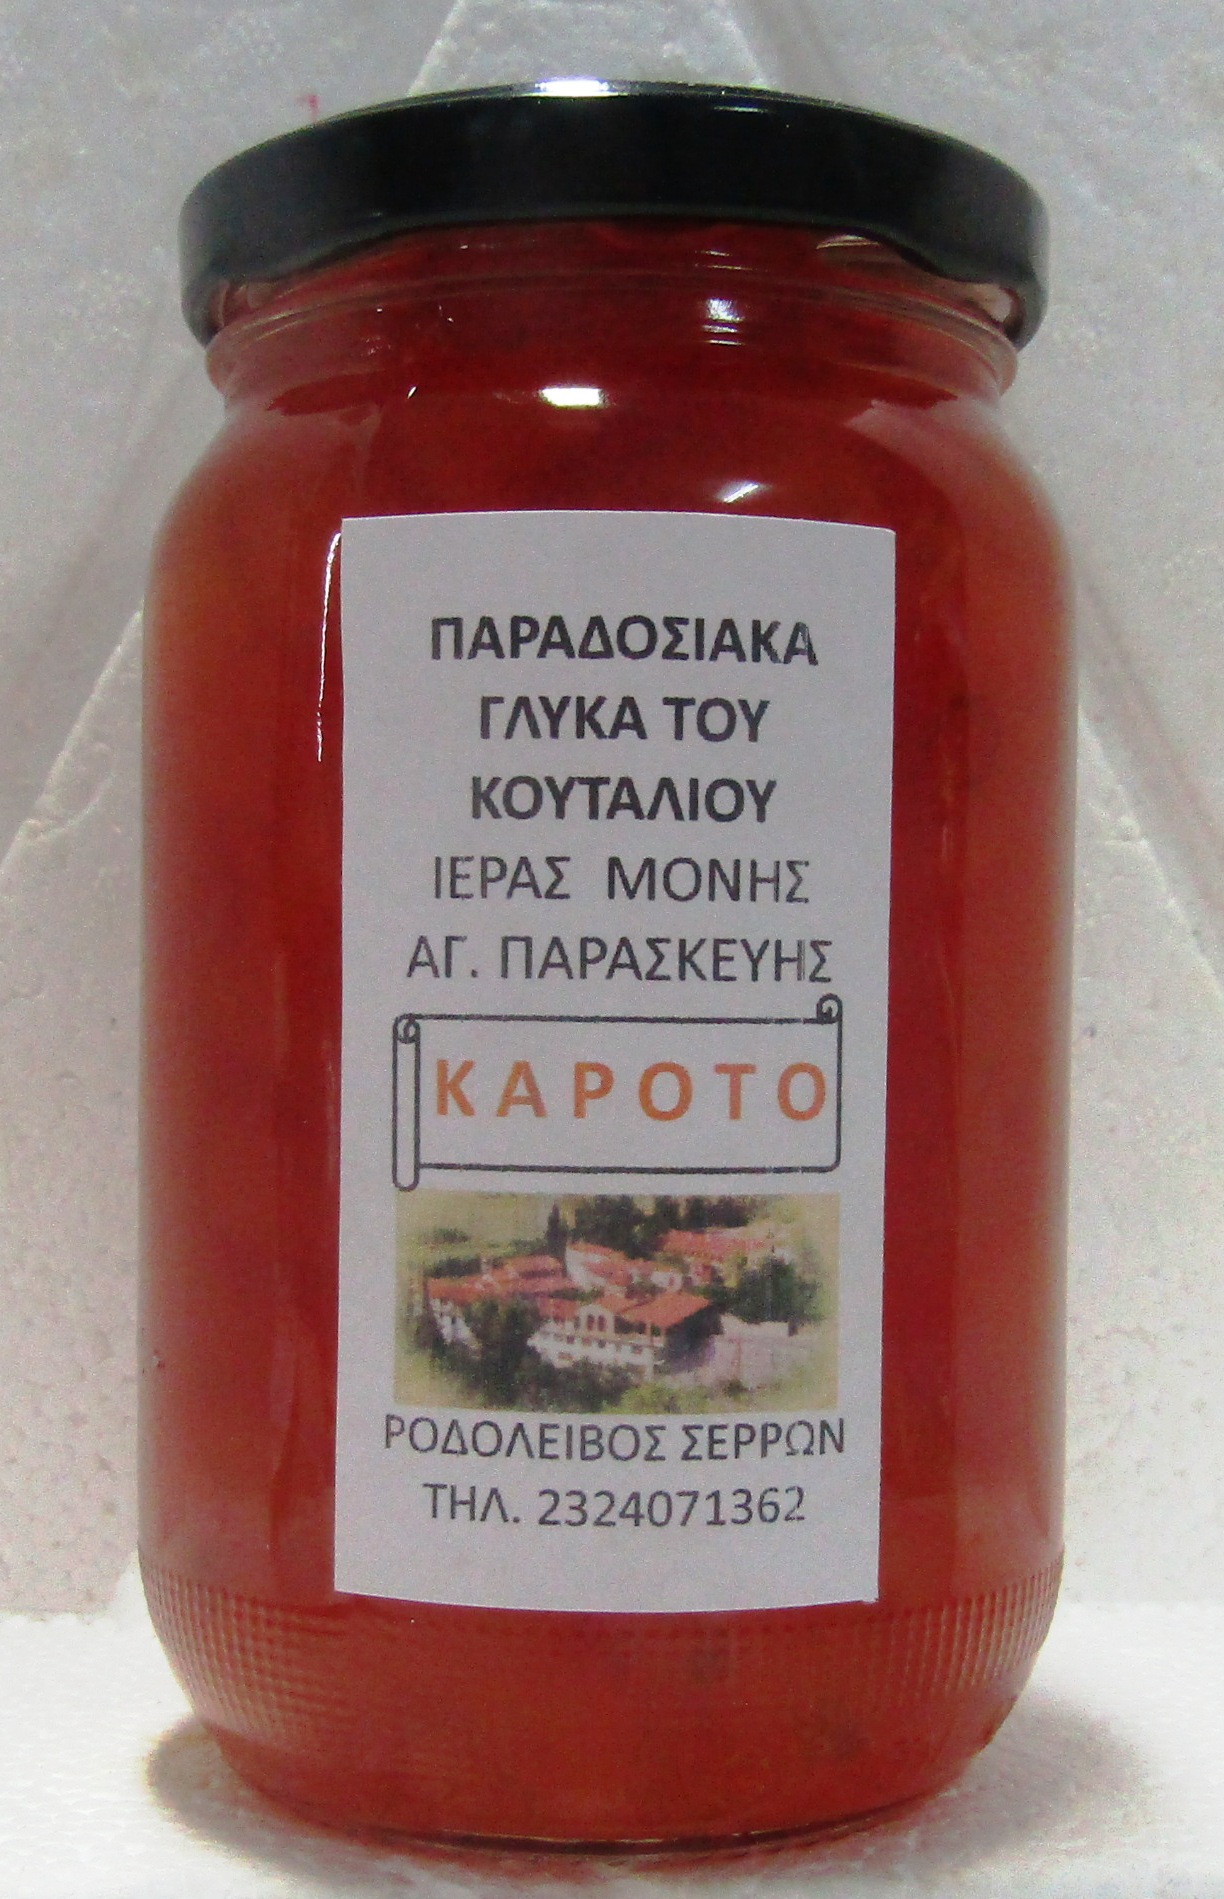 ΠΑΡΑΔΟΣΙΑΚΑ
ΓΛΥΚΑ ΤΟΥ
ΚΟΥΤΑΛΙΟΥ
ΙΕΡΑΣ ΜΟΝΗΣ
ΑΓ. ΠΑΡΑΣΚΕΥΗΣ
ΚΑΡΟΤΟ
ΡΟΔΟΛΕΙΒΟΣ ΣΕΡΡΩΝ
ΤΗΛ. 2324071362